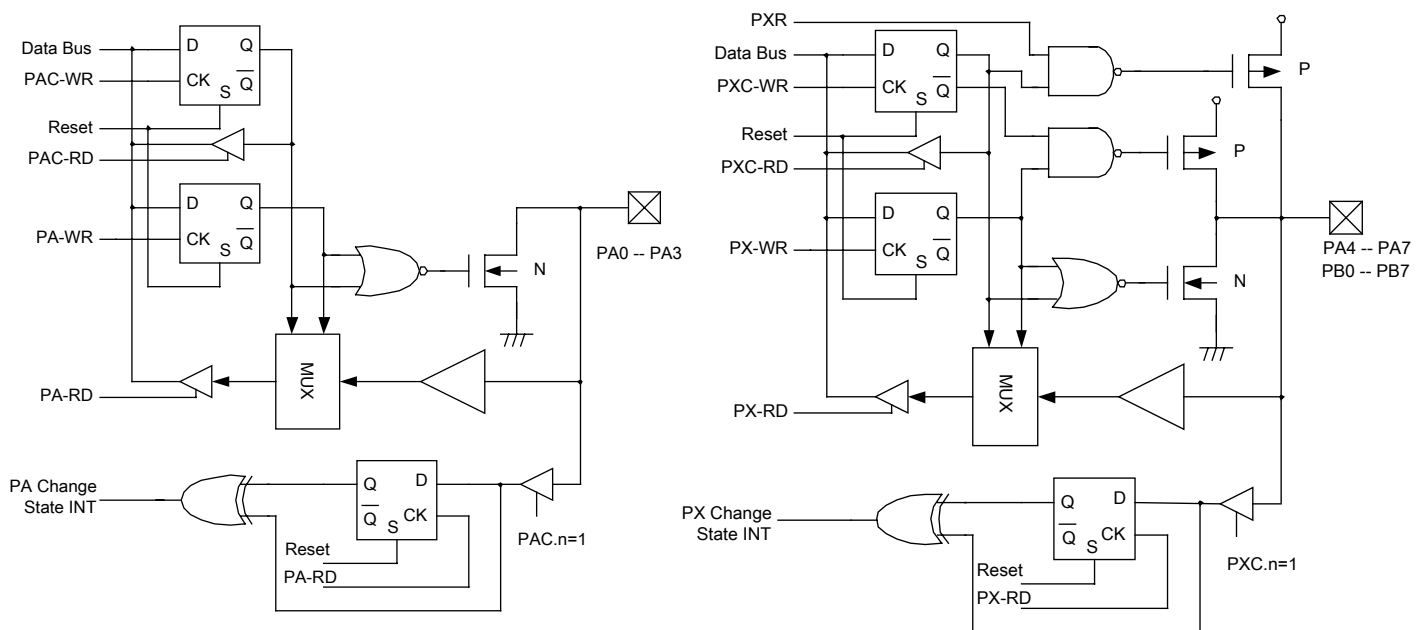 Data Bus
PAC-WR
D
Q
CK
Q
S
Reset
PAC-RD
D
Q
PA-WR
CK
Q
S
N
PA0 -- PA3
MUX
PA-RD
PA Change
State INT
Q
D
Q
CK
S
PAC.n=1
Reset
PA-RD
PXR
Data Bus
PXC-WR
D
Q
CK
Q
S
P
Reset
PXC-RD
P
D
Q
PX-WR
CK
Q
S
N
PA4 -- PA7
PB0 -- PB7
MUX
PX-RD
PX Change
State INT
Q
D
Q
CK
S
PXC.n=1
Reset
PX-RD